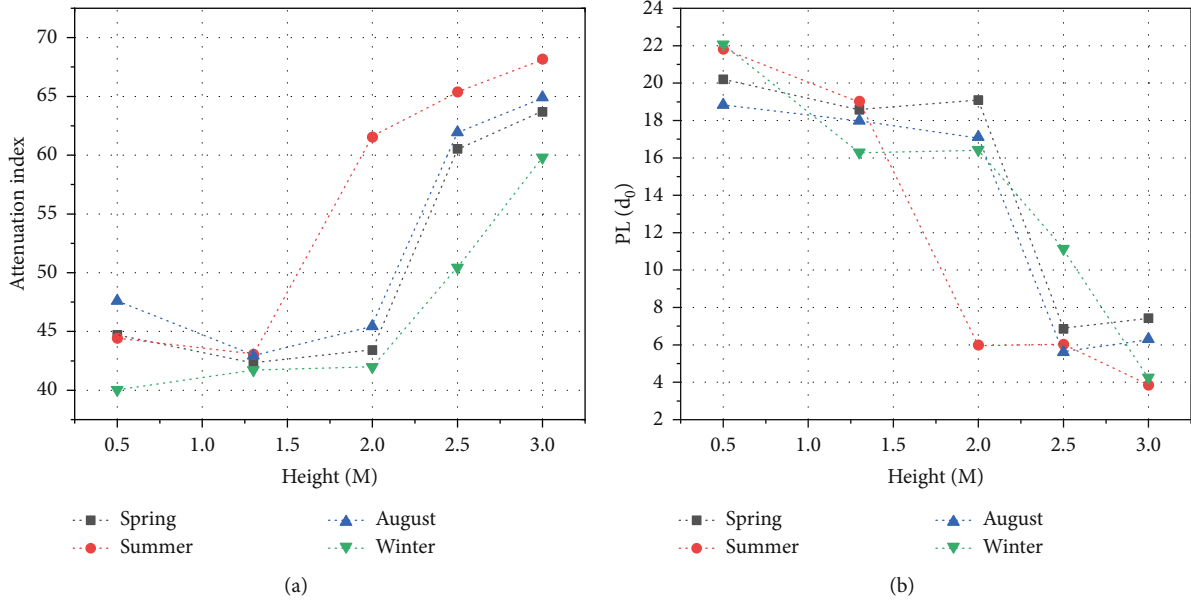 70
65
60
55
50
45
40
Attenuation index
0.5 1.0 1.5 2.0 2.5 3.0
Height (M)
Spring
August
Summer
Winter
(a)
24
22
20
18
16
14
12
10
8
6
4
2
PL (d0)
0.5 1.0 1.5 2.0 2.5 3.0
Height (M)
Spring
August
Summer
Winter
(b)